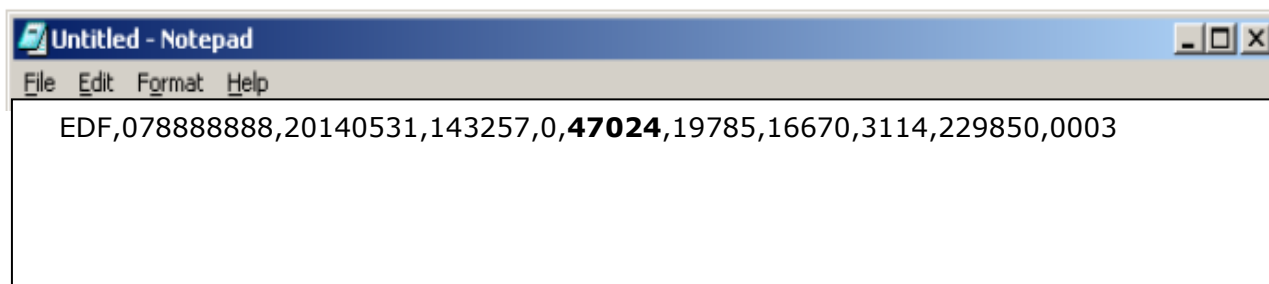 Untitled - Notepad
File Edit Format Help
EDF,078888888,20140531,143257,0,47024,19785,16670,3114,229850,0003